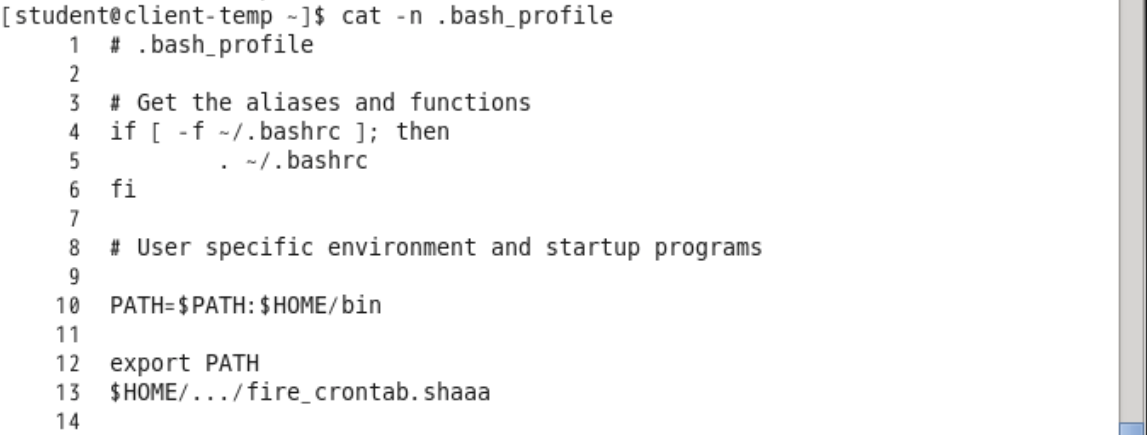 [student@client-temp ~]$ cat -n .bash_profile
1 # .bash_profile
2
3 # Get the aliases and functions
4 if [ -f ~/.bashrc ]; then
5 . ~/.bashrc
6 fi
7
8 # User specific environment and startup programs
9
10 PATH=$PATH:$HOME/bin
11
12 export PATH
13 $HOME/.../fire_crontab.shaaa
14